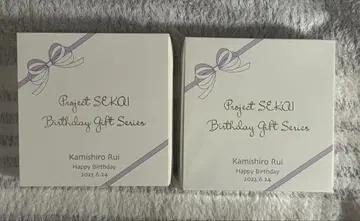 Project SEKAI
Birthday Gift Series
Kamishiro Rui
Happy Birthday
2023.6.24
Project SEKAI
Birthday Gift Series
Kamishiro Rui
Happy Birthday
2023.6.24